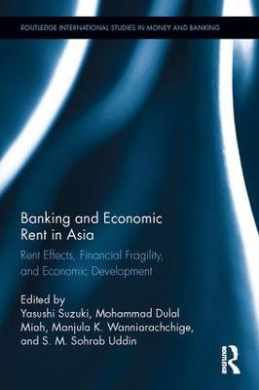 ROUTLEDGE INTERNATIONAL STUDIES IN MONEY AND BANKING
Banking and Economic
Rent in Asia
Rent Effects, Financial Fragility,
and Economic Development
Edited by
Yasushi Suzuki, Mohammad Dulal
Miah, Manjula K. Wanniarachchige,
and S. M. Sohrab Uddin
R
ROUTLEDGE